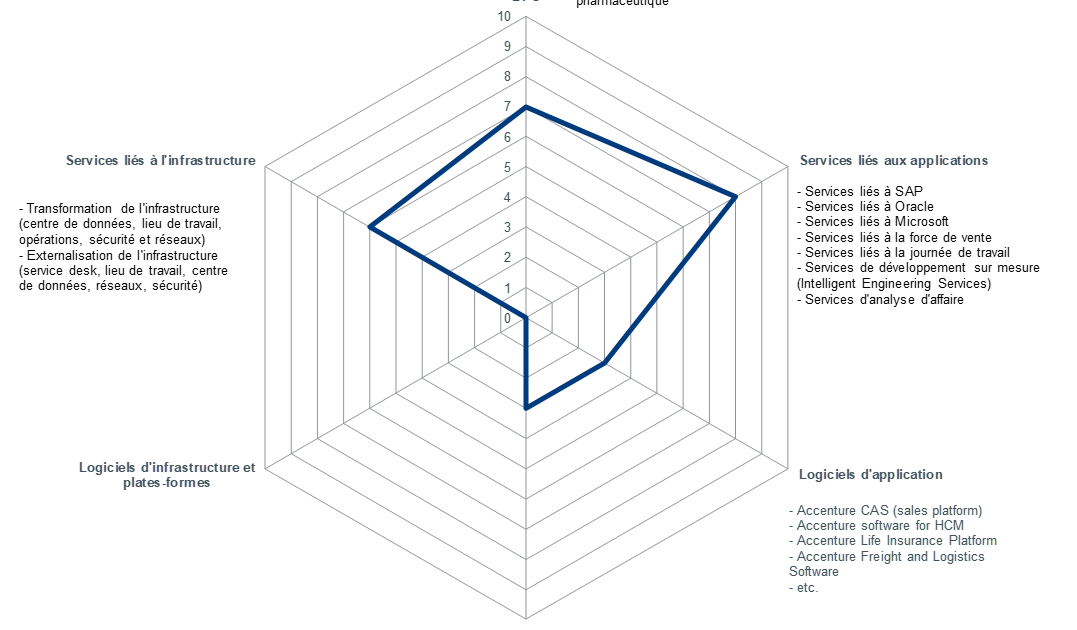 pharmaceutique
10
9
8
7
6
5
4
3
2
1
0
Services liés à l'infrastructure
- Transformation de l'infrastructure
(centre de données, lieu de travail,
opérations, sécurité et réseaux)
- Externalisation de l'infrastructure
(service desk, lieu de travail, centre
de données, réseaux, sécurité)
Services liés aux applications
- Services liés à SAP
- Services liés à Oracle
- Services liés à Microsoft
- Services liés à la force de vente
- Services liés à la journée de travail
- Services de développement sur mesure
(Intelligent Engineering Services)
- Services d'analyse d'affaire
Logiciels d'infrastructure et
plates-formes
Logiciels d'application
- Accenture CAS (sales platform)
- Accenture software for HCM
- Accenture Life Insurance Platform
- Accenture Freight and Logistics
Software
- etc.